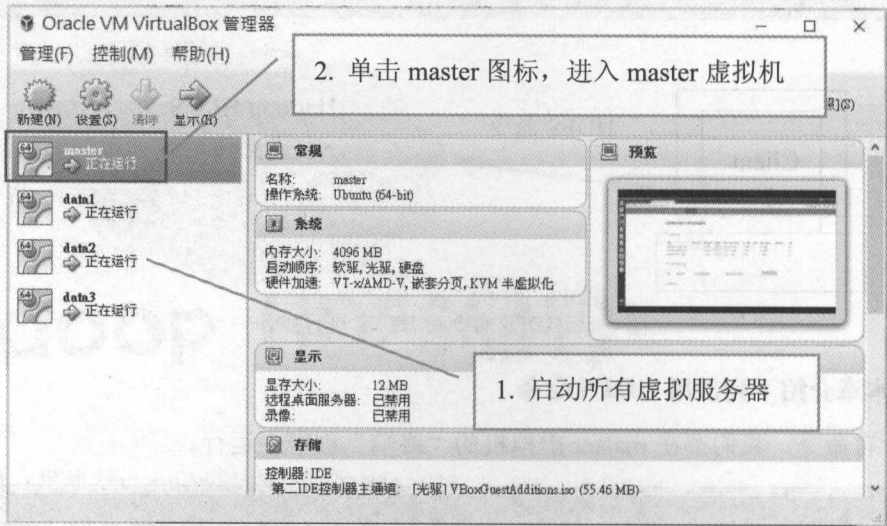 Oracle VM VirtualBox 管理器
管理(F) 控制(M) 帮助(H)
2. 单击 master 图标，进入 master 虚拟机
新建(N) 设置(S) 清除 显示(H)
照](S)
master
正在运行
data1
正在运行
data2
正在运行
data3
正在运行
常规
名称: master
操作系统: Ubuntu (64-bit)
系统
内存大小: 4096 MB
启动顺序: 软驱, 光驱, 硬盘
硬件加速: VT-x/AMD-V, 嵌套分页, KVM 半虚拟化
预览
显示
显存大小: 12 MB
远程桌面服务器: 已禁用
录像: 已禁用
1. 启动所有虚拟服务器
存储
控制器: IDE
第二IDE控制器主通道: [光驱] VBoxGuestAdditions.iso (55.46 MB)